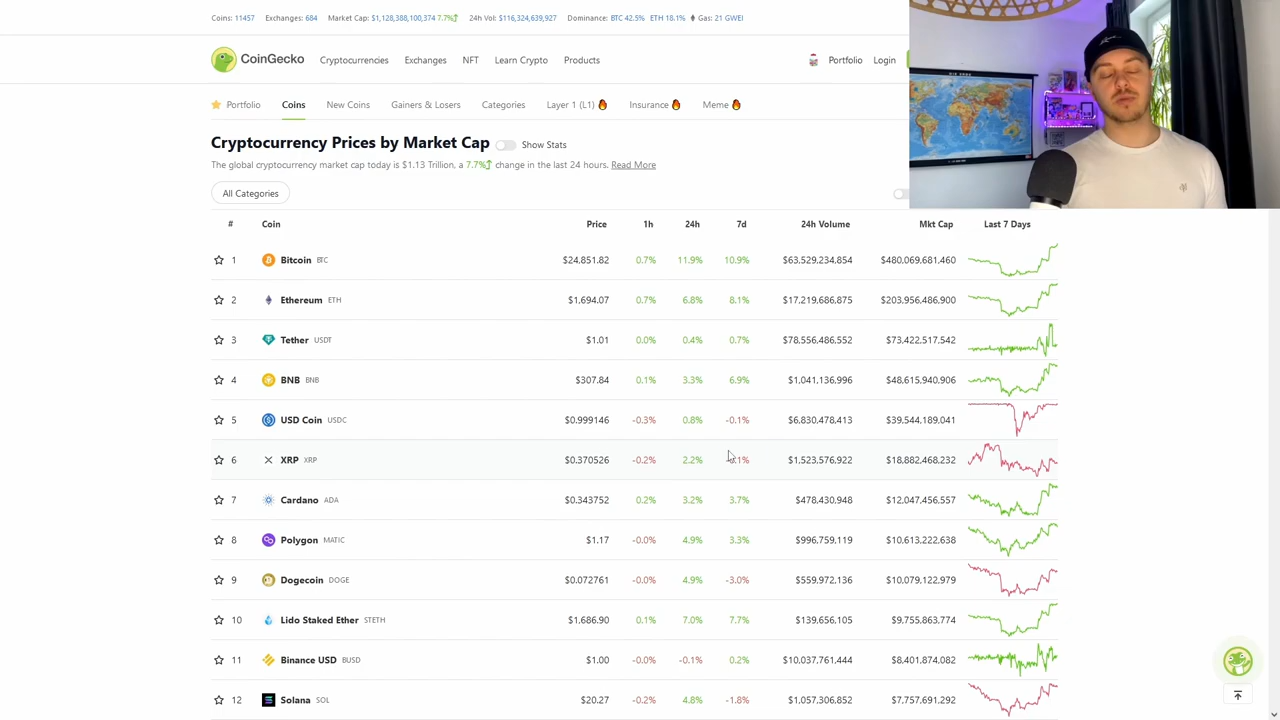 Coins: 11457 Exchanges: 684 Market Cap: $1,128,388,100,374 7.7% 24h Vol: $116,324,639,927 Dominance: BTC 42.5% ETH 18.1% Gas: 21 GWEI
CoinGecko Cryptocurrencies Exchanges NFT Learn Crypto Products Portfolio Login
Portfolio Coins New Coins Gainers & Losers Categories Layer 1 (L1) Insurance Meme
Cryptocurrency Prices by Market Cap Show Stats
The global cryptocurrency market cap today is $1.13 Trillion, a 7.7% change in the last 24 hours. Read More
All Categories
# Coin Price 1h 24h 7d 24h Volume Mkt Cap Last 7 Days
1 Bitcoin BTC $24,851.82 0.7% 11.9% 10.9% $63,529,234,854 $480,069,681,460
2 Ethereum ETH $1,694.07 0.7% 6.8% 8.1% $17,219,686,875 $203,956,486,900
3 Tether USDT $1.01 0.0% 0.4% 0.7% $78,556,486,552 $73,422,517,542
4 BNB BNB $307.84 0.1% 3.3% 6.9% $1,041,136,996 $48,615,940,906
5 USD Coin USDC $0.999146 -0.3% 0.8% -0.1% $6,830,478,413 $39,544,189,041
6 XRP XRP $0.370526 -0.2% 2.2% $1,523,576,922 $18,882,468,232
7 Cardano ADA $0.343752 0.2% 3.2% 3.7% $478,430,948 $12,047,456,557
8 Polygon MATIC $1.17 -0.0% 4.9% 3.3% $996,759,119 $10,613,222,638
9 Dogecoin DOGE $0.072761 -0.0% 4.9% -3.0% $559,972,136 $10,079,122,979
10 Lido Staked Ether STETH $1,686.90 0.1% 7.0% 7.7% $139,656,105 $9,755,863,774
11 Binance USD BUSD $1.00 -0.0% -0.1% 0.2% $10,037,761,444 $8,401,874,082
12 Solana SOL $20.27 -0.2% 4.8% -1.8% $1,057,306,852 $7,757,691,292